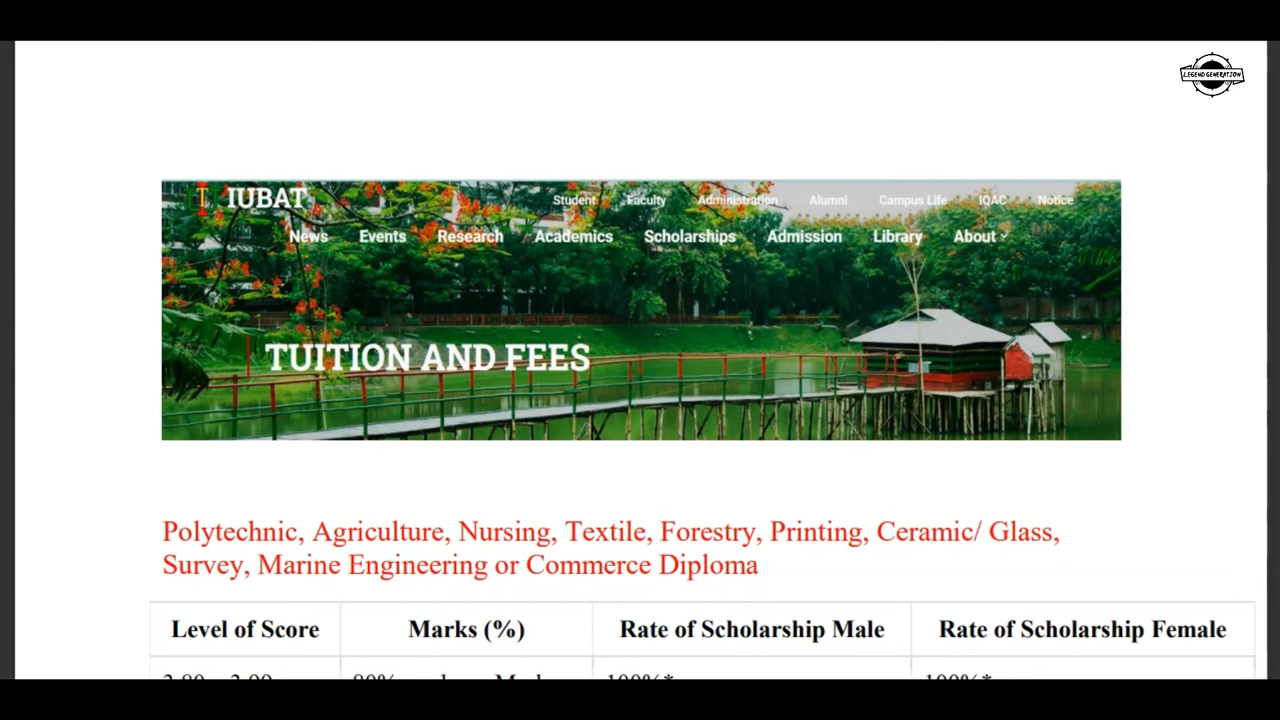 LEGEND GENERATION
IUBAT
Student Faculty Administration Alumni Campus Life IQAC Notice
News Events Research Academics Scholarships Admission Library About
TUITION AND FEES
Polytechnic, Agriculture, Nursing, Textile, Forestry, Printing, Ceramic/ Glass,
Survey, Marine Engineering or Commerce Diploma
Level of Score Marks (%) Rate of Scholarship Male Rate of Scholarship Female
100%* 100%*